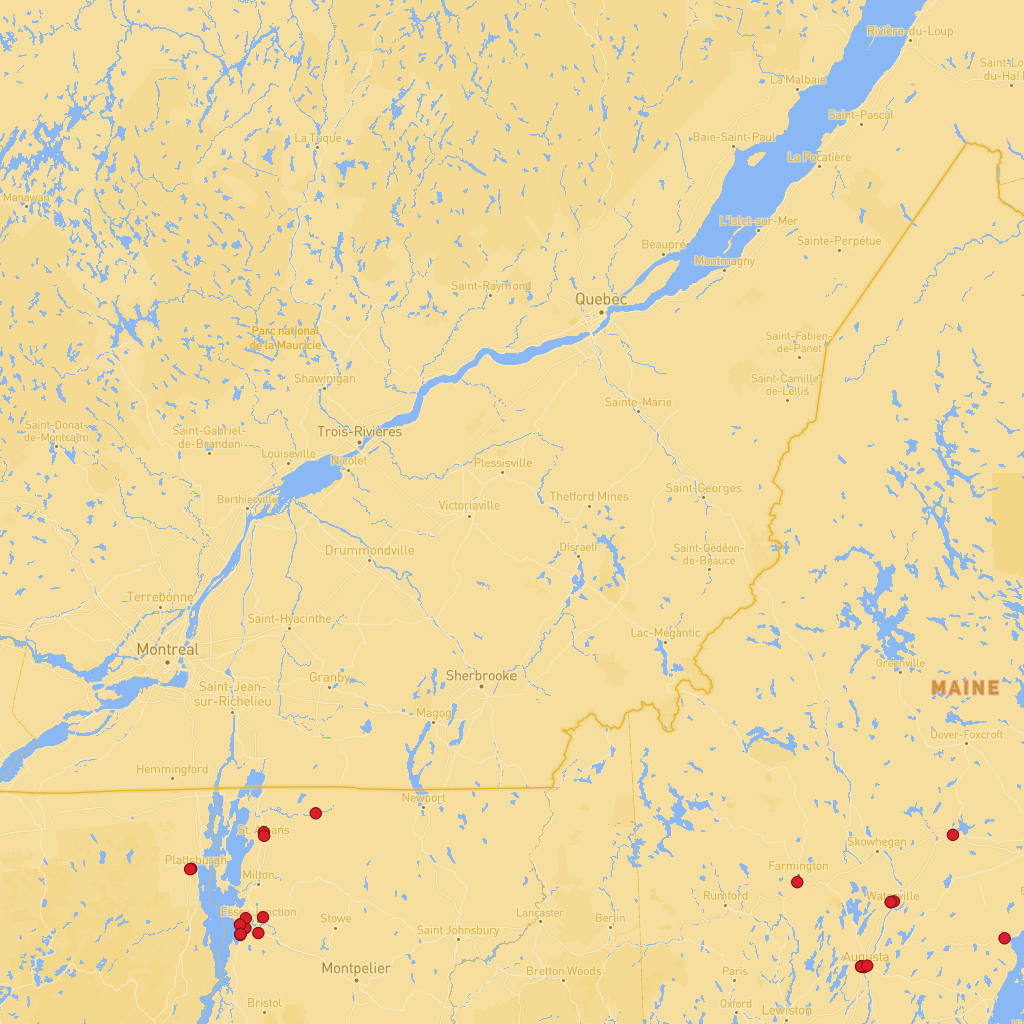 Rivière-du-Loup
La Malbaie
du-Ha!
Saint-Pascal
La Tuque
Baie-Saint-Paul
La Pocatière
Manawan
L'Islet-sur-Mer
Sainte-Perpétue
Beaupré
Montmagny
Saint-Raymond
Quebec
Parc national
de la Mauricie
Saint-Fabien-
de-Panet
Shawinigan
Saint-Camille-
de-Lellis
Sainte-Marie
Saint-Donat-
de-Montcalm
Saint-Gabriel-
de-Brandon
Trois-Rivières
Louiseville
Nicolet
Plessisville
Saint-Georges
Berthierville
Thetford Mines
Victoriaville
Drummondville
Disraeli
Saint-Gédéon-
de-Beauce
Terrebonne
Saint-Hyacinthe
Lac-Mégantic
Montreal
Greenville
Sherbrooke
Granby
Saint-Jean-
sur-Richelieu
MAINE
Magog
Dover-Foxcroft
Hemmingford
Newport
St. Albans
Skowhegan
Plattsburgh
Farmington
Milton
Rumford
Waterville
Essex Junction
Stowe
Lancaster
Berlin
Saint Johnsbury
Augusta
Montpelier
Bretton Woods
Paris
Bristol
Oxford
Lewiston